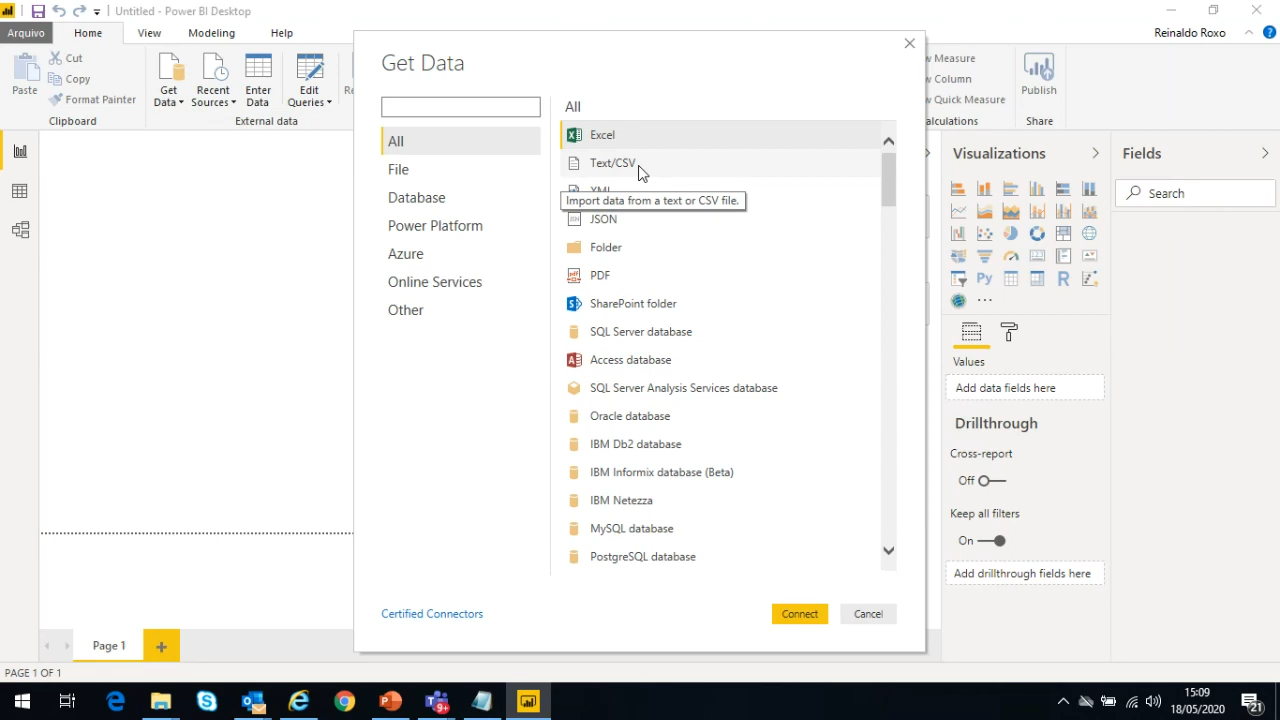 Untitled - Power BI Desktop
Arquivo
Home
View
Modeling
Help
Reinaldo Roxo
Paste
Cut
Copy
Format Painter
Clipboard
Get
Data
Recent
Sources
Enter
Data
Edit
Queries
External data
Get Data
All
File
Database
Power Platform
Azure
Online Services
Other
All
Excel
Text/CSV
Import data from a text or CSV file.
JSON
Folder
PDF
SharePoint folder
SQL Server database
Access database
SQL Server Analysis Services database
Oracle database
IBM Db2 database
IBM Informix database (Beta)
IBM Netezza
MySQL database
PostgreSQL database
Certified Connectors
Connect
Cancel
Measure
Column
Quick Measure
Publish
Share
Visualizations
Py
R
Values
Add data fields here
Drillthrough
Cross-report
Off
Keep all filters
On
Add drillthrough fields here
Fields
Search
Page 1
PAGE 1 OF 1
15:09
18/05/2020
21